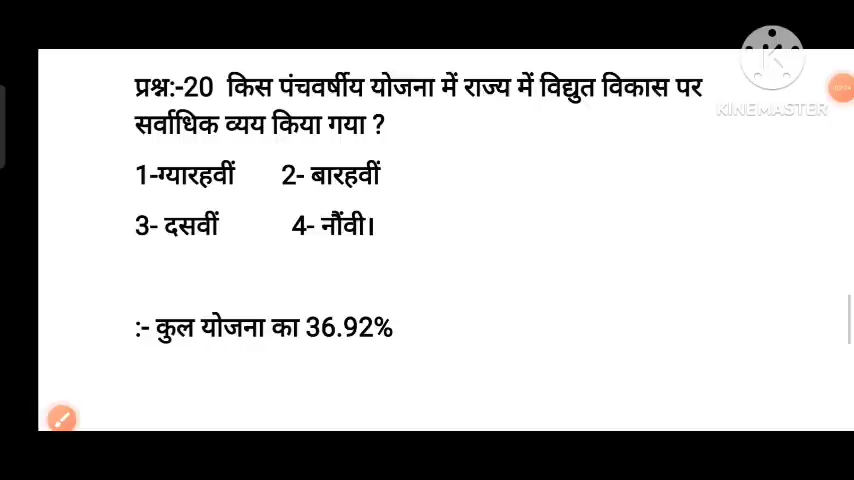 प्रश्न:-20 किस पंचवर्षीय योजना में राज्य में विद्युत विकास पर
सर्वाधिक व्यय किया गया ?
1-ग्यारहवीं 2- बारहवीं
3- दसवीं 4- नौंवी।
:- कुल योजना का 36.92%
KINEMASTER